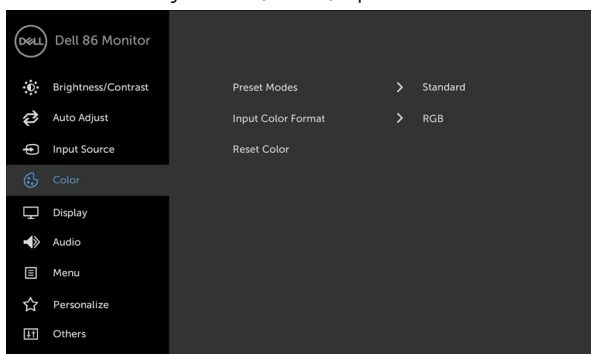 DELL Dell 86 Monitor
Brightness/Contrast
Auto Adjust
Input Source
Color
Display
Audio
Menu
Personalize
Others
Preset Modes > Standard
Input Color Format > RGB
Reset Color